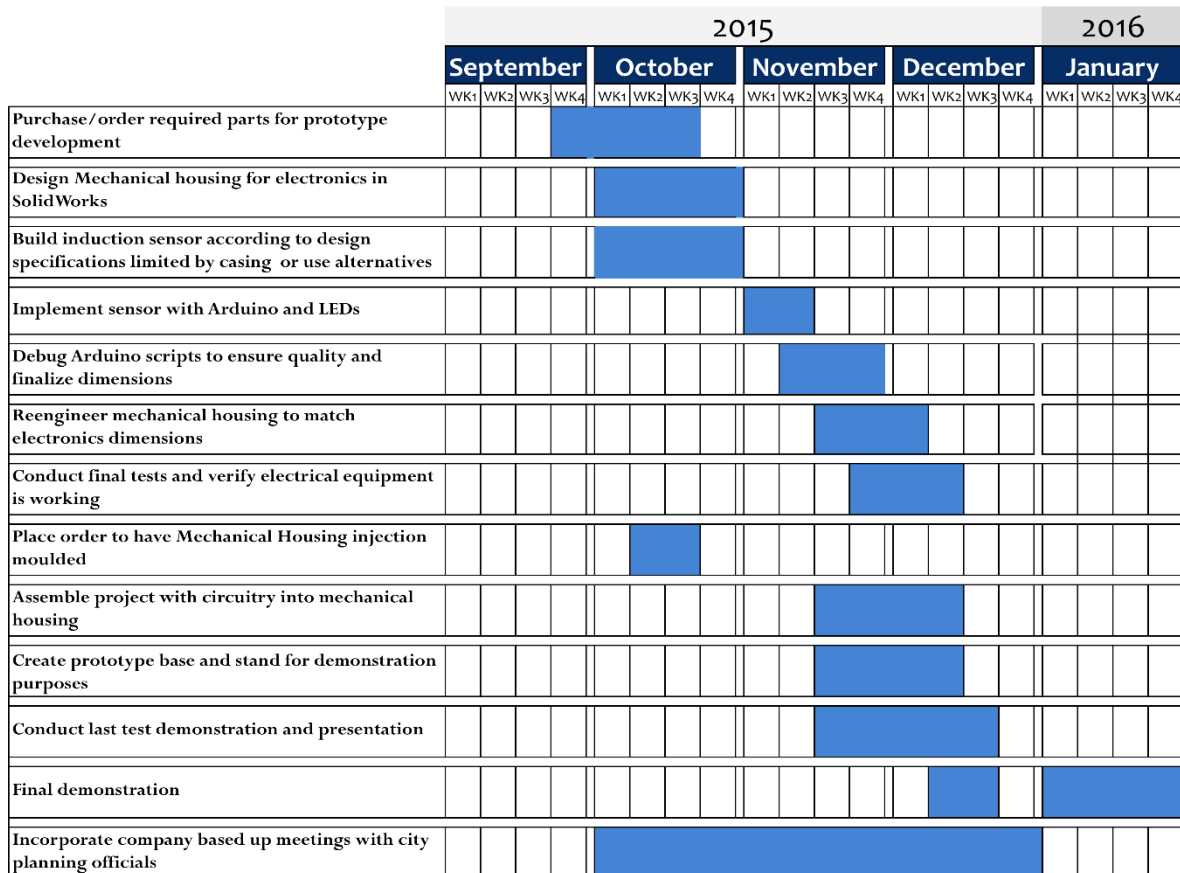 2015 2016
September October November December January
WK1 WK2 WK3 WK4 WK1 WK2 WK3 WK4 WK1 WK2 WK3 WK4 WK1 WK2 WK3 WK4 WK1 WK2 WK3 WK4
Purchase/order required parts for prototype
development
Design Mechanical housing for electronics in
SolidWorks
Build induction sensor according to design
specifications limited by casing or use alternatives
Implement sensor with Arduino and LEDs
Debug Arduino scripts to ensure quality and
finalize dimensions
Reengineer mechanical housing to match
electronics dimensions
Conduct final tests and verify electrical equipment
is working
Place order to have Mechanical Housing injection
moulded
Assemble project with circuitry into mechanical
housing
Create prototype base and stand for demonstration
purposes
Conduct last test demonstration and presentation
Final demonstration
Incorporate company based up meetings with city
planning officials